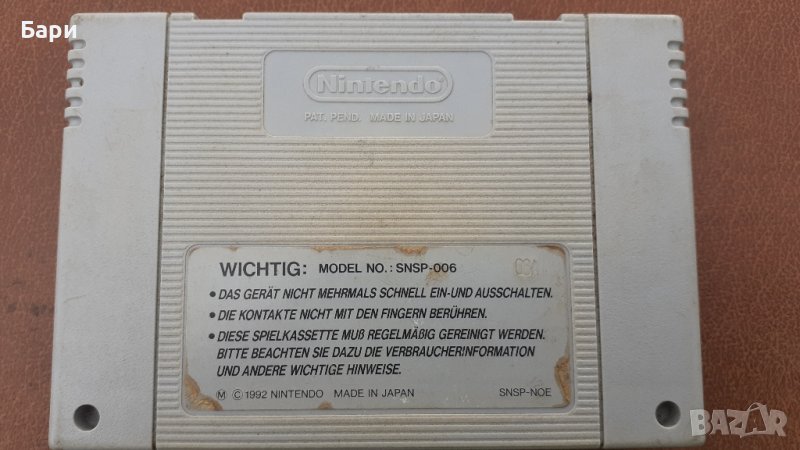 Бари
Nintendo
PAT. PEND. MADE IN JAPAN
WICHTIG: MODEL NO.: SNSP-006
• DAS GERÄT NICHT MEHRMALS SCHNELL EIN-UND AUSSCHALTEN.
• DIE KONTAKTE NICHT MIT DEN FINGERN BERÜHREN.
• DIESE SPIELKASSETTE MUß REGELMÄßIG GEREINIGT WERDEN.
BITTE BEACHTEN SIE DAZU DIE VERBRAUCHERINFORMATION
UND ANDERE WICHTIGE HINWEISE.
Ⓜ © 1992 NINTENDO MADE IN JAPAN SNSP-NOE
BAZAR